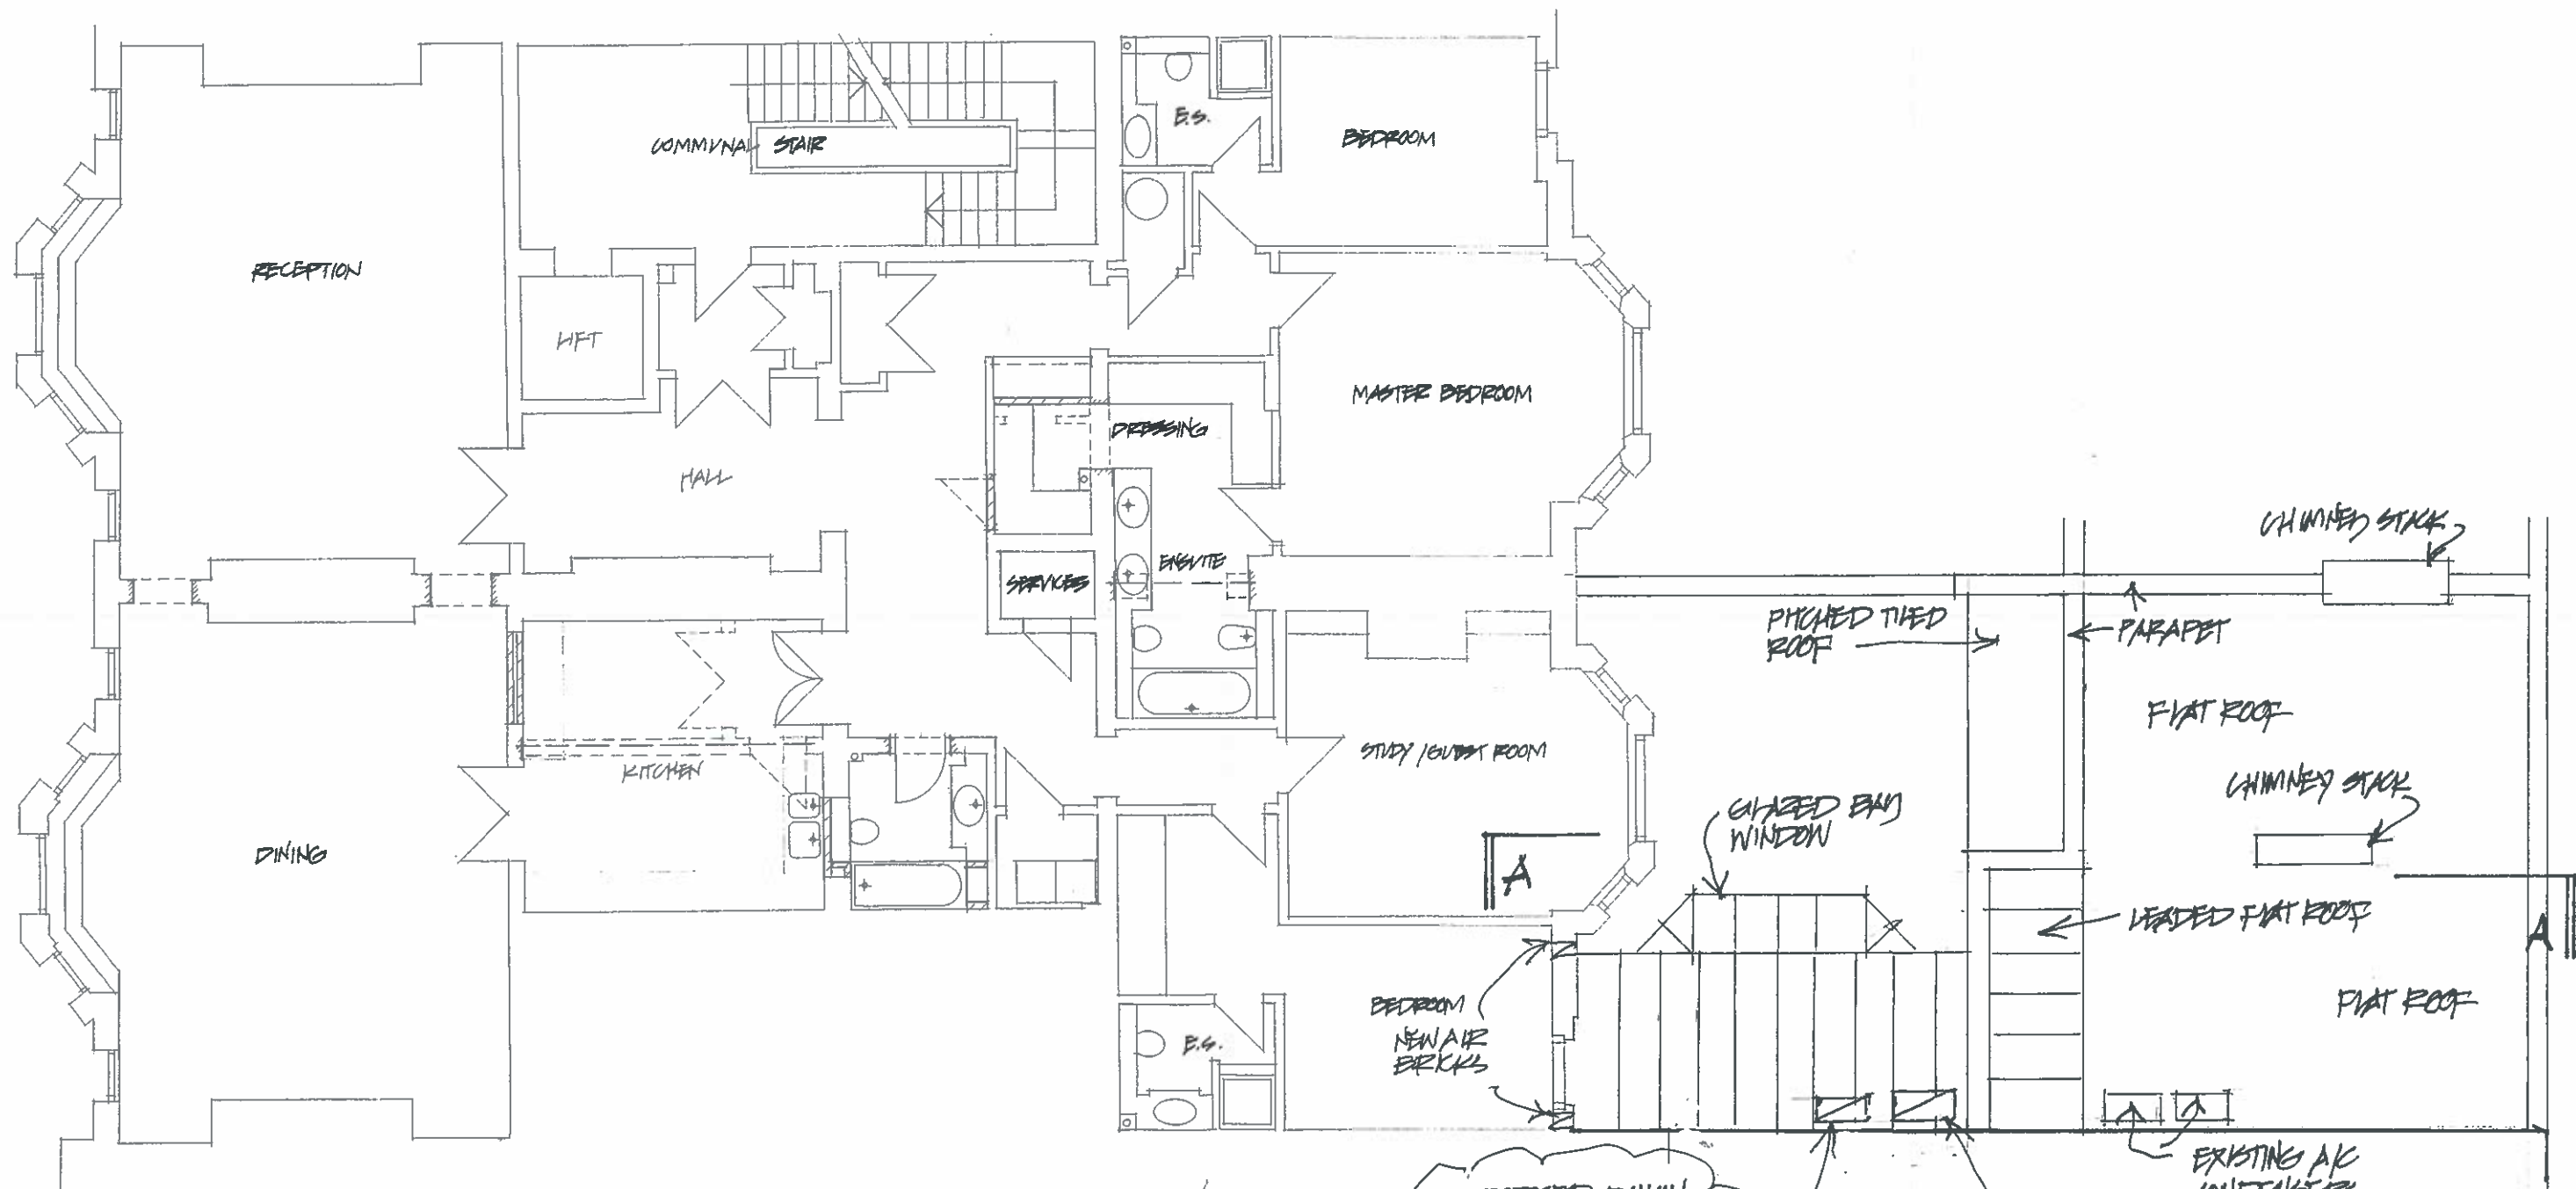 COMMUNAL STAIR
E.S.
BEDROOM
RECEPTION
LIFT
MASTER BEDROOM
DRESSING
HALL
CHIMNEY STACK
ENSUITE
SERVICES
PITCHED TILED
ROOF
PARAPET
FLAT ROOF
STUDY/GUEST ROOM
KITCHEN
CHIMNEY STACK
GLAZED BAY
WINDOW
DINING
A
LEADED FLAT ROOF
A
BEDROOM
FLAT ROOF
NEW AIR
BRICKS
E.S.
EXISTING A/C